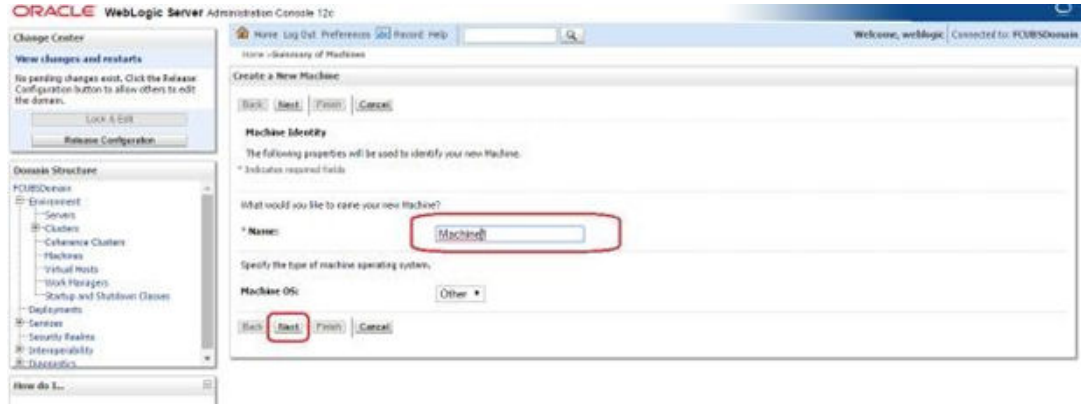 ORACLE WebLogic Server Administration Console 12c
Change Center
View changes and restarts
No pending changes exist. Click the Release
Configuration button to allow others to edit
the domain.
Lock & Edit
Release Configuration
Domain Structure
FCUBSDomain
Environment
Servers
Clusters
Coherence Clusters
Machines
Virtual Hosts
Work Managers
Startup and Shutdown Classes
Deployments
Services
Security Realms
Interoperability
Diagnostics
How do I...
Home Log Out Preferences Record Help
Welcome, weblogic Connected to: FCUBSDomain
Home >Summary of Machines
Create a New Machine
Back Next Finish Cancel
Machine Identity
The following properties will be used to identify your new Machine.
* Indicates required fields
What would you like to name your new Machine?
* Name: Machine1
Specify the type of machine operating system.
Machine OS: Other
Back Next Finish Cancel